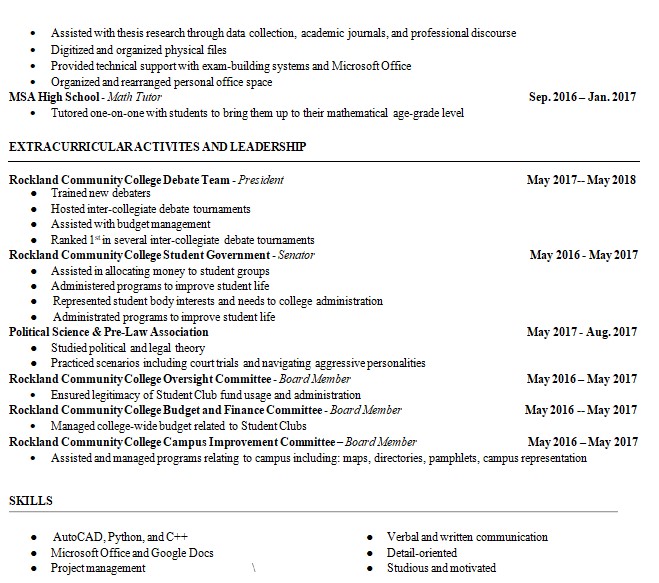 • Assisted with thesis research through data collection, academic journals, and professional discourse
• Digitized and organized physical files
• Provided technical support with exam-building systems and Microsoft Office
• Organized and rearranged personal office space
MSA High School - Math Tutor Sep. 2016 – Jan. 2017
• Tutored one-on-one with students to bring them up to their mathematical age-grade level
EXTRACURRICULAR ACTIVITES AND LEADERSHIP
Rockland Community College Debate Team - President May 2017-- May 2018
● Trained new debaters
● Hosted inter-collegiate debate tournaments
● Assisted with budget management
● Ranked 1st in several inter-collegiate debate tournaments
Rockland Community College Student Government - Senator May 2016 - May 2017
● Assisted in allocating money to student groups
● Administered programs to improve student life
● Represented student body interests and needs to college administration
● Administrated programs to improve student life
Political Science & Pre-Law Association May 2017 - Aug. 2017
● Studied political and legal theory
● Practiced scenarios including court trials and navigating aggressive personalities
Rockland Community College Oversight Committee - Board Member May 2016 – May 2017
• Ensured legitimacy of Student Club fund usage and administration
Rockland Community College Budget and Finance Committee - Board Member May 2016 -- May 2017
• Managed college-wide budget related to Student Clubs
Rockland Community College Campus Improvement Committee – Board Member May 2016 – May 2017
• Assisted and managed programs relating to campus including: maps, directories, pamphlets, campus representation
SKILLS
● AutoCAD, Python, and C++ ● Verbal and written communication
● Microsoft Office and Google Docs ● Detail-oriented
● Project management \ ● Studious and motivated